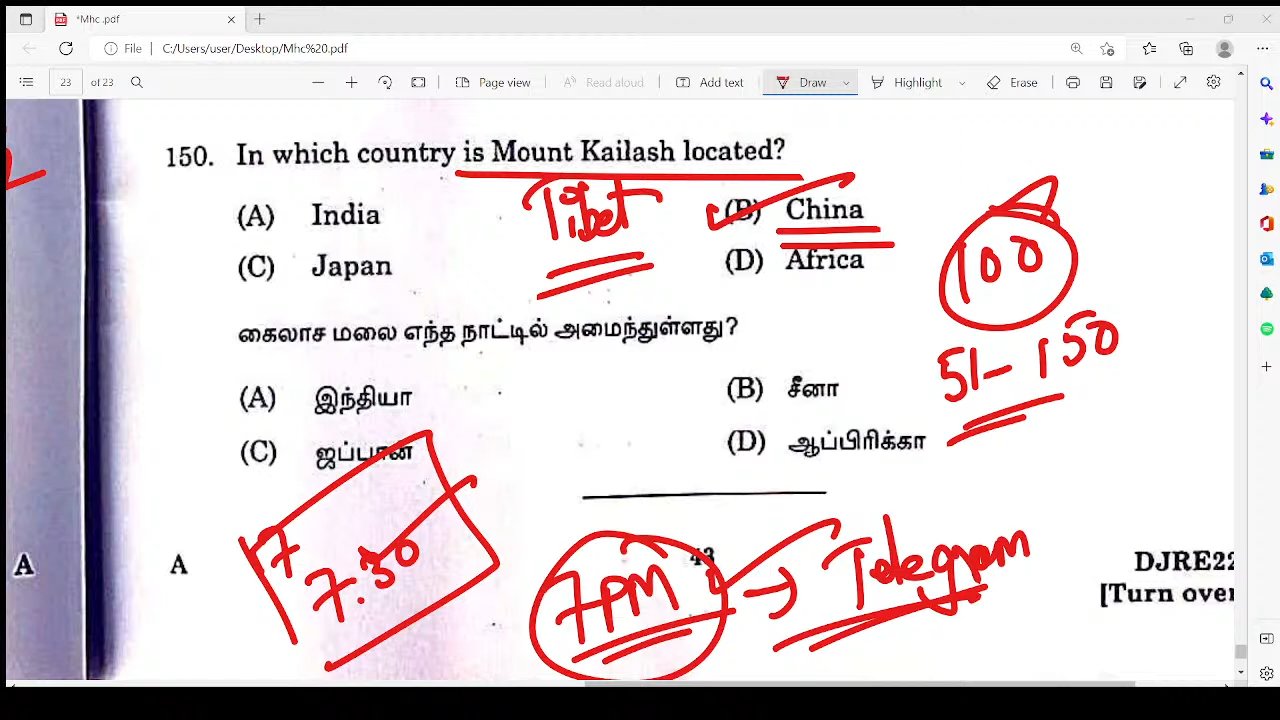 *Mhc .pdf
File | C:/Users/user/Desktop/Mhc%20.pdf
23 of 23 Page view Read aloud Add text Draw Highlight Erase
150. In which country is Mount Kailash located?
(A) India (B) China
Tibet
(C) Japan (D) Africa
100
51-150
கைலாச மலை எந்த நாட்டில் அமைந்துள்ளது?
(A) இந்தியா (B) சீனா
(C) ஜப்பான் (D) ஆப்பிரிக்கா
7
7.30
7PM → Telegram
A A 43 DJRE22
[Turn over